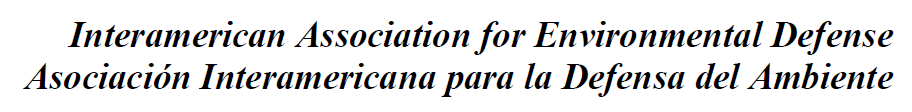 Interamerican Association for Environmental Defense
Asociación Interamericana para la Defensa del Ambiente